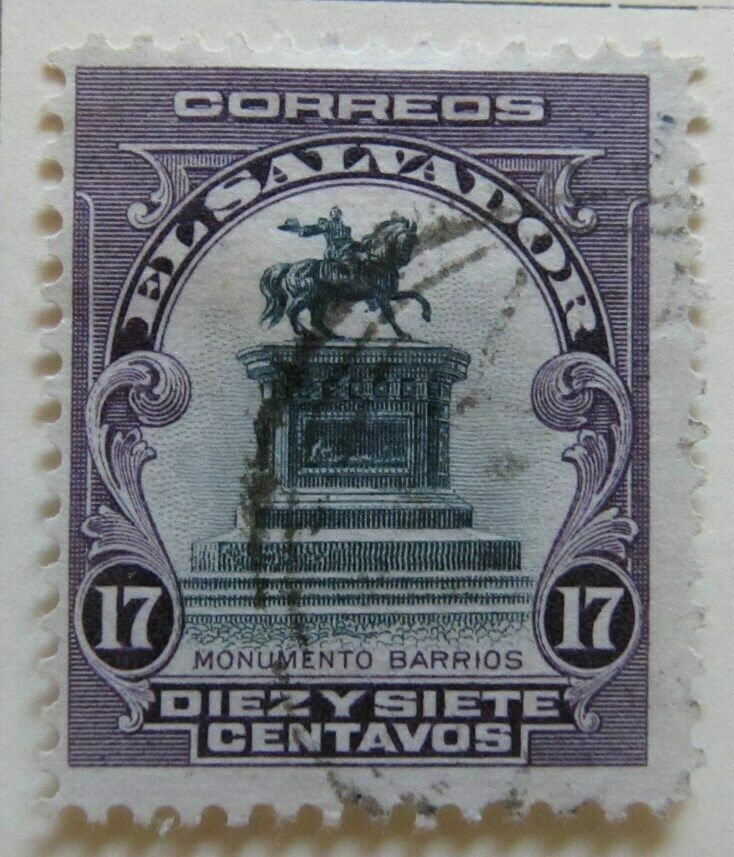 CORREOS
EL SALVADOR
17 17
MONUMENTO BARRIOS
DIEZ Y SIETE
CENTAVOS